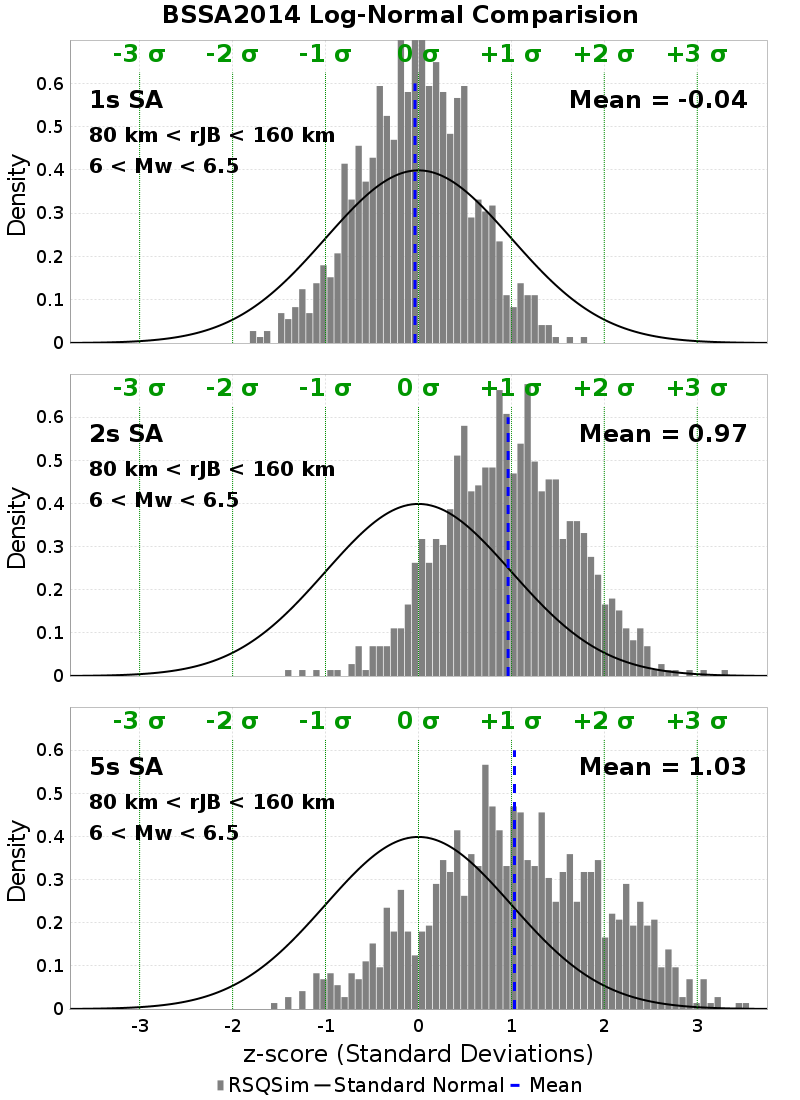 BSSA2014 Log-Normal Comparision
-3 σ -2 σ -1 σ 0 σ +1 σ +2 σ +3 σ
0.6
1s SA Mean = -0.04
0.5
80 km < rJB < 160 km
6 < Mw < 6.5
0.4
0.3
0.2
0.1
0
Density
-3 σ -2 σ -1 σ 0 σ +1 σ +2 σ +3 σ
0.6
2s SA Mean = 0.97
0.5
80 km < rJB < 160 km
6 < Mw < 6.5
0.4
0.3
0.2
0.1
0
Density
-3 σ -2 σ -1 σ 0 σ +1 σ +2 σ +3 σ
0.6
5s SA Mean = 1.03
0.5
80 km < rJB < 160 km
6 < Mw < 6.5
0.4
0.3
0.2
0.1
0
Density
-3 -2 -1 0 1 2 3
z-score (Standard Deviations)
RSQSim Standard Normal Mean